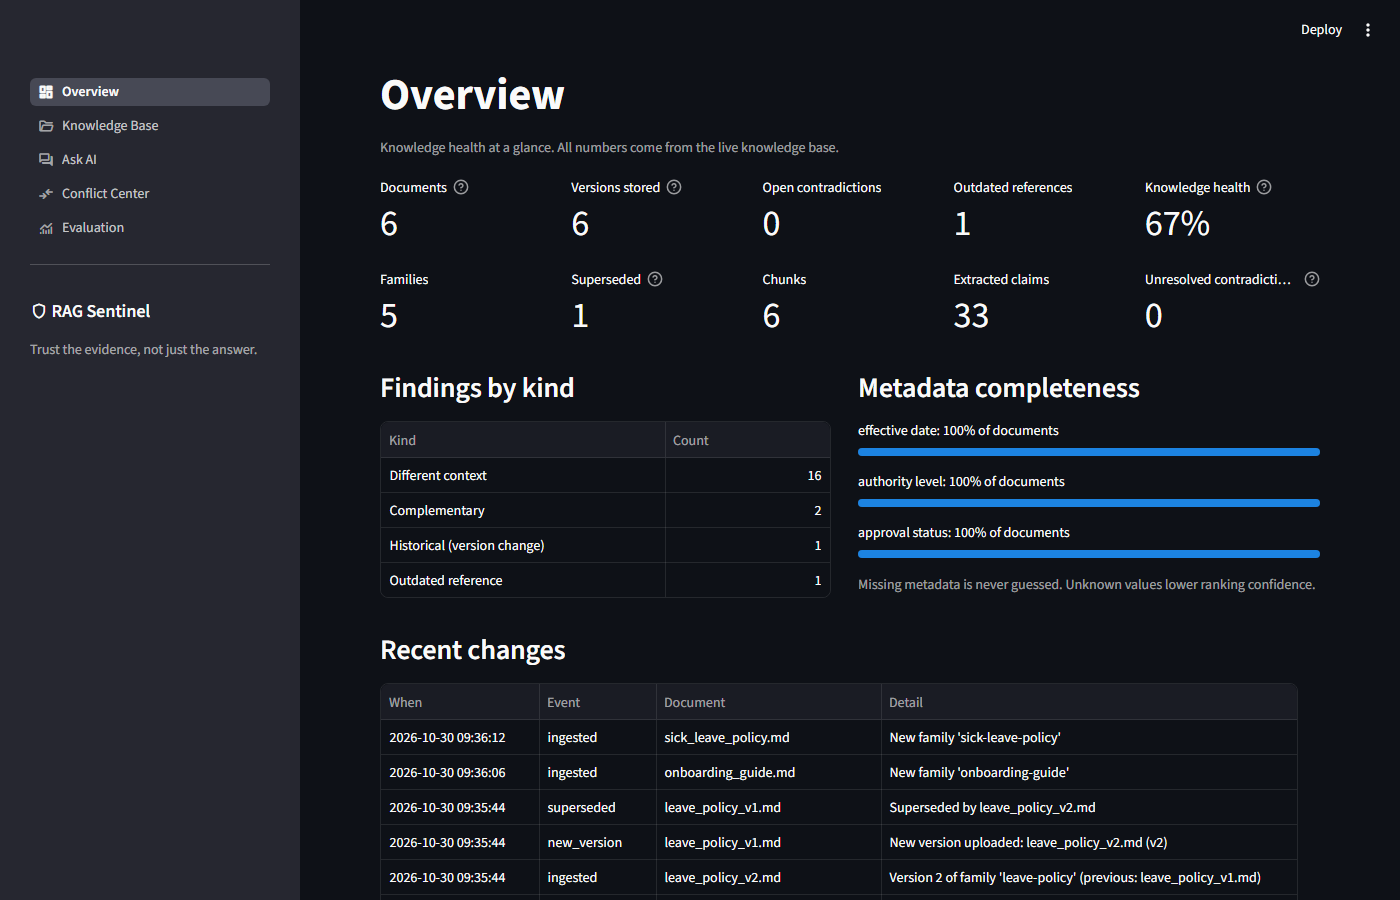 Deploy
Overview
Knowledge Base
Ask AI
Conflict Center
Evaluation
RAG Sentinel
Trust the evidence, not just the answer.
Overview
Knowledge health at a glance. All numbers come from the live knowledge base.
Documents Versions stored Open contradictions Outdated references Knowledge health
6 6 0 1 67%
Families Superseded Chunks Extracted claims Unresolved contradicti...
5 1 6 33 0
Findings by kind
Kind Count
Different context 16
Complementary 2
Historical (version change) 1
Outdated reference 1
Metadata completeness
effective date: 100% of documents
authority level: 100% of documents
approval status: 100% of documents
Missing metadata is never guessed. Unknown values lower ranking confidence.
Recent changes
When Event Document Detail
2026-10-30 09:36:12 ingested sick_leave_policy.md New family 'sick-leave-policy'
2026-10-30 09:36:06 ingested onboarding_guide.md New family 'onboarding-guide'
2026-10-30 09:35:44 superseded leave_policy_v1.md Superseded by leave_policy_v2.md
2026-10-30 09:35:44 new_version leave_policy_v1.md New version uploaded: leave_policy_v2.md (v2)
2026-10-30 09:35:44 ingested leave_policy_v2.md Version 2 of family 'leave-policy' (previous: leave_policy_v1.md)